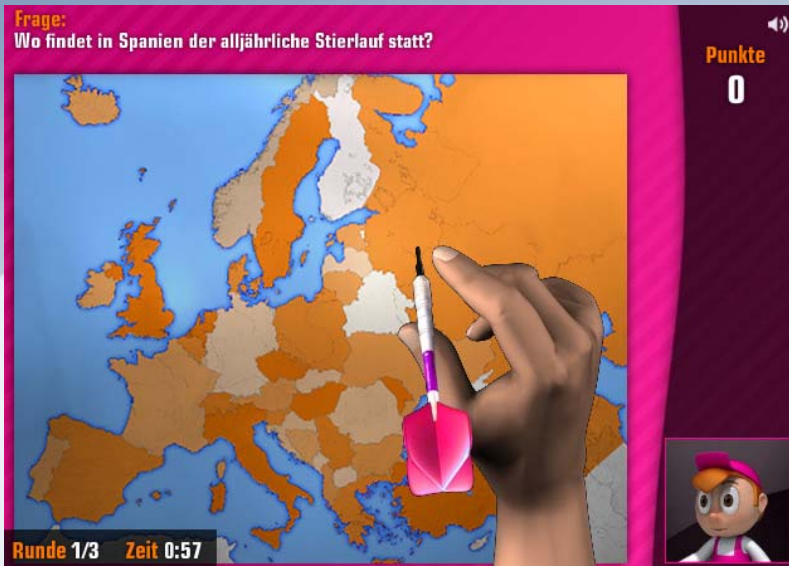 Frage:
Wo findet in Spanien der alljährliche Stierlauf statt?
Punkte
0
Runde 1/3 Zeit 0:57